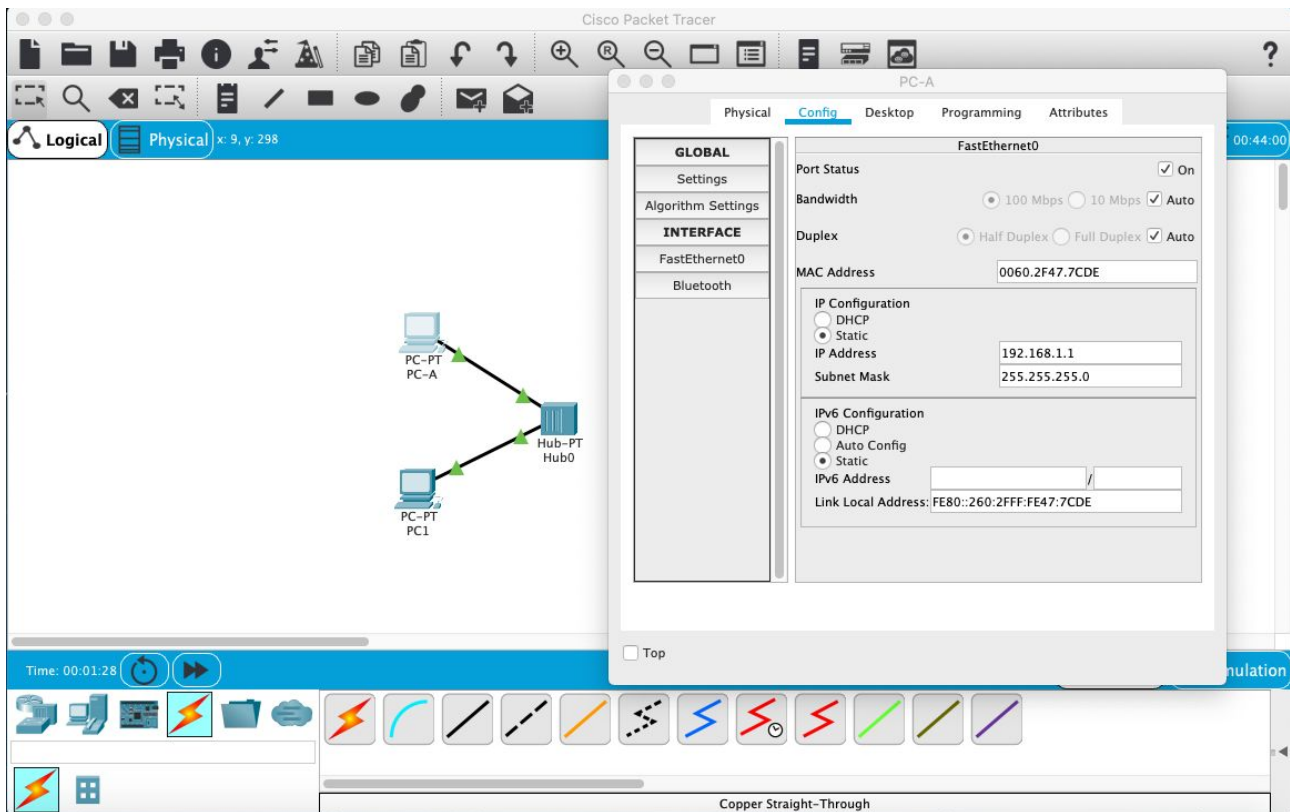 Cisco Packet Tracer
?
Logical
Physical
x: 9, y: 298
00:44:00
PC-PT
PC-A
Hub-PT
Hub0
PC-PT
PC1
PC-A
Physical Config Desktop Programming Attributes
GLOBAL
Settings
Algorithm Settings
INTERFACE
FastEthernet0
Bluetooth
FastEthernet0
Port Status On
Bandwidth 100 Mbps 10 Mbps Auto
Duplex Half Duplex Full Duplex Auto
MAC Address 0060.2F47.7CDE
IP Configuration
DHCP
Static
IP Address 192.168.1.1
Subnet Mask 255.255.255.0
IPv6 Configuration
DHCP
Auto Config
Static
IPv6 Address /
Link Local Address: FE80::260:2FFF:FE47:7CDE
Top
Time: 00:01:28
nulation
Copper Straight-Through